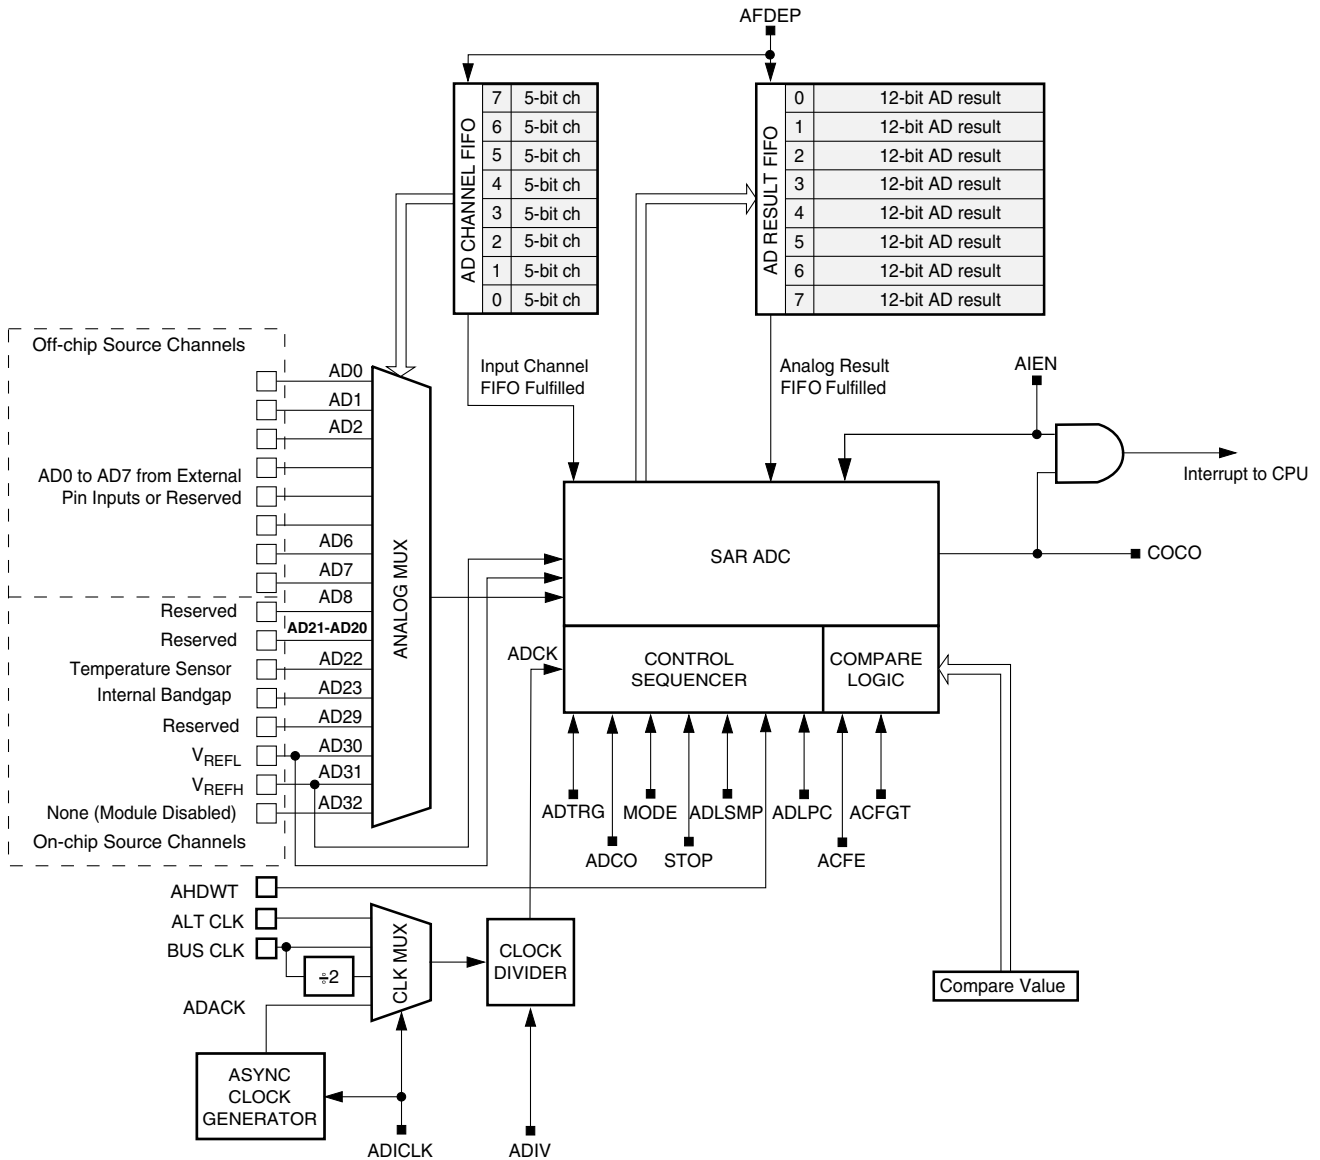 AFDEP
AD CHANNEL FIFO
7 5-bit ch
6 5-bit ch
5 5-bit ch
4 5-bit ch
3 5-bit ch
2 5-bit ch
1 5-bit ch
0 5-bit ch
AD RESULT FIFO
0 12-bit AD result
1 12-bit AD result
2 12-bit AD result
3 12-bit AD result
4 12-bit AD result
5 12-bit AD result
6 12-bit AD result
7 12-bit AD result
Input Channel
FIFO Fulfilled
Analog Result
FIFO Fulfilled
AIEN
Interrupt to CPU
COCO
Off-chip Source Channels
AD0
AD1
AD2
AD0 to AD7 from External
Pin Inputs or Reserved
AD6
AD7
AD8
Reserved
AD21-AD20
Reserved
AD22
Temperature Sensor
AD23
Internal Bandgap
AD29
Reserved
AD30
VREFL
AD31
VREFH
AD32
None (Module Disabled)
On-chip Source Channels
ANALOG MUX
SAR ADC
ADCK
CONTROL
SEQUENCER
COMPARE
LOGIC
ADTRG
MODE
ADLSMP
ADLPC
ACFGT
ADCO
STOP
ACFE
AHDWT
ALT CLK
BUS CLK
÷2
ADACK
CLK MUX
CLOCK
DIVIDER
Compare Value
ASYNC
CLOCK
GENERATOR
ADICLK
ADIV